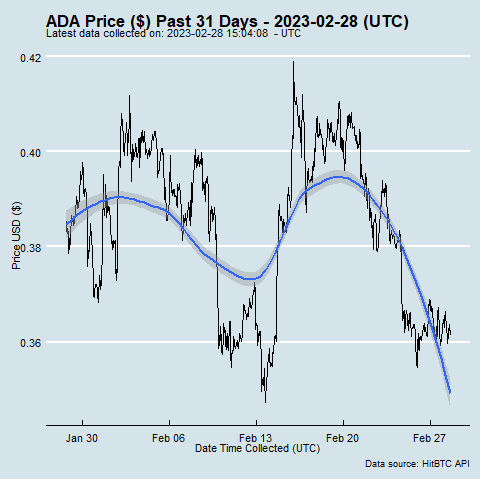 ADA Price ($) Past 31 Days - 2023-02-28 (UTC)
Latest data collected on: 2023-02-28 15:04:08 - UTC
0.42
0.40
0.38
0.36
Price USD ($)
Jan 30
Feb 06
Feb 13
Feb 20
Feb 27
Date Time Collected (UTC)
Data source: HitBTC API